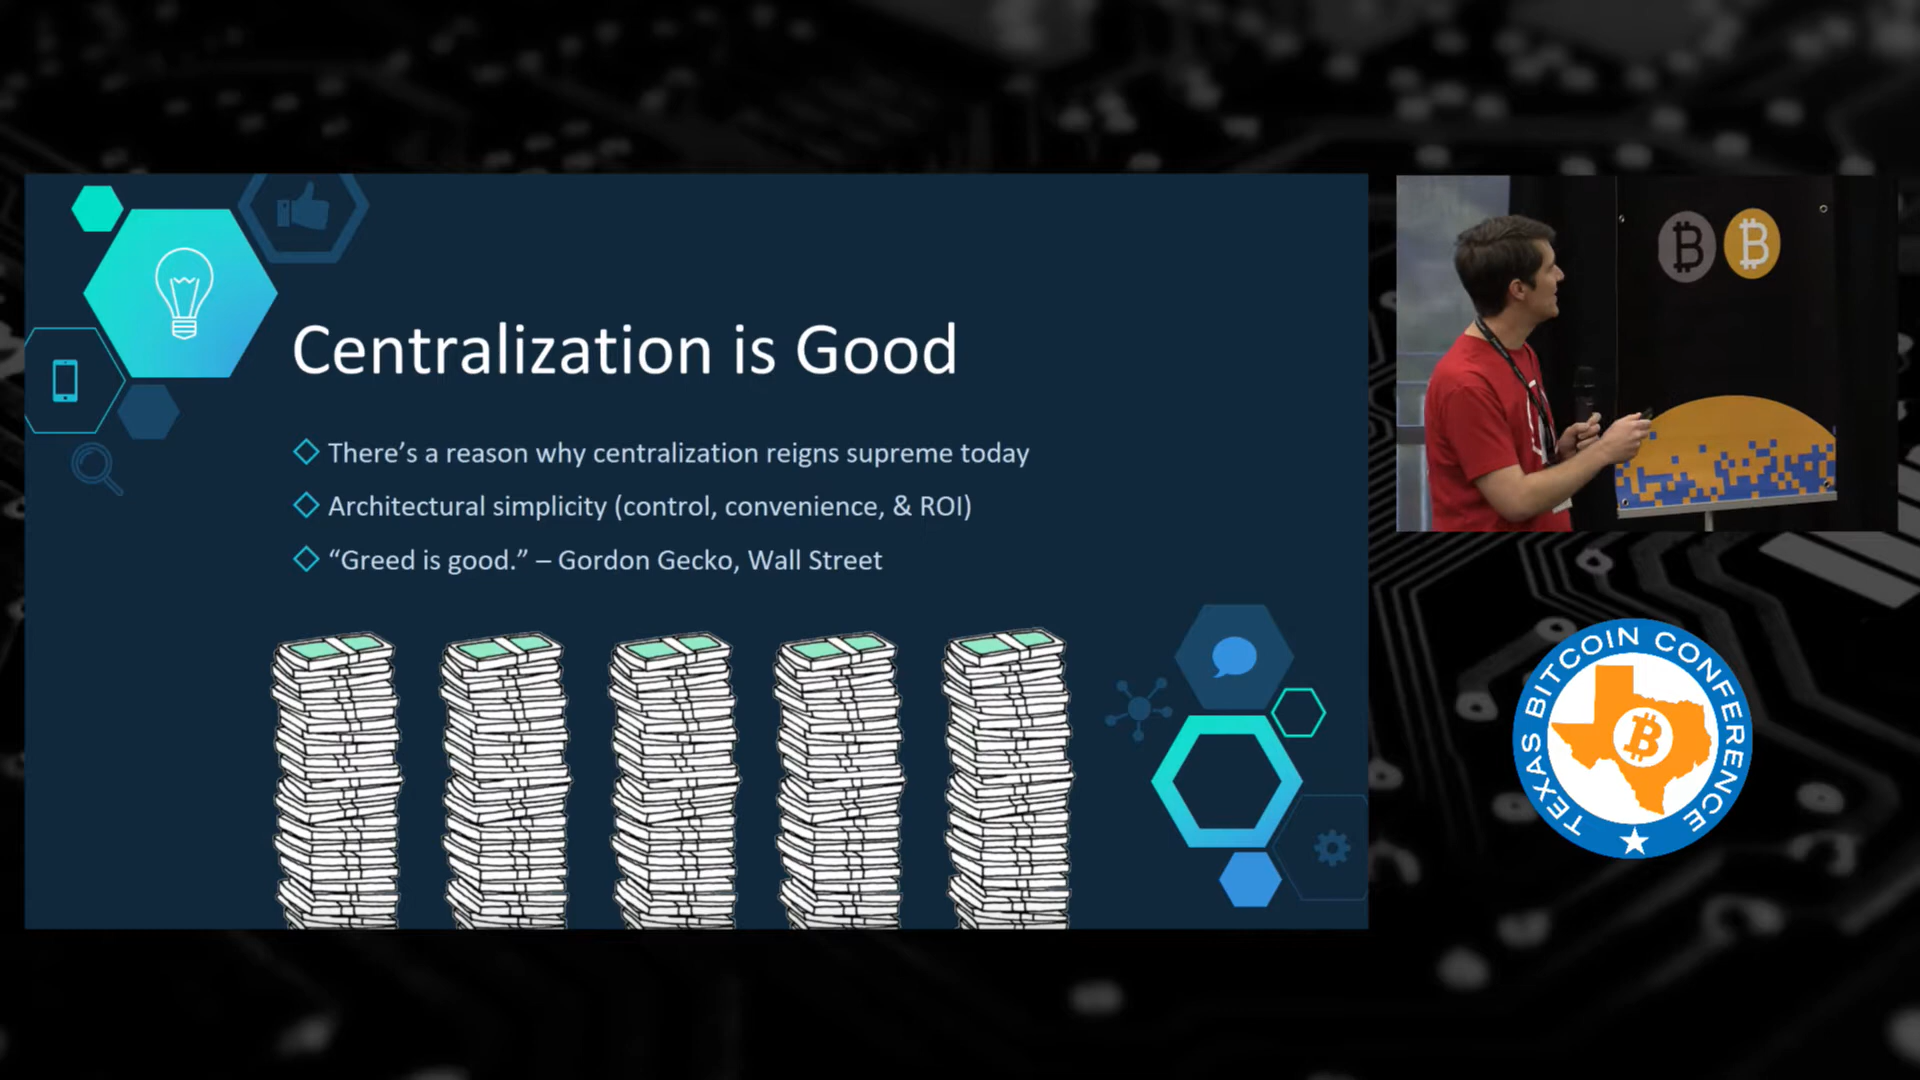 Centralization is Good
There’s a reason why centralization reigns supreme today
Architectural simplicity (control, convenience, & ROI)
“Greed is good.” – Gordon Gecko, Wall Street
TEXAS BITCOIN CONFERENCE